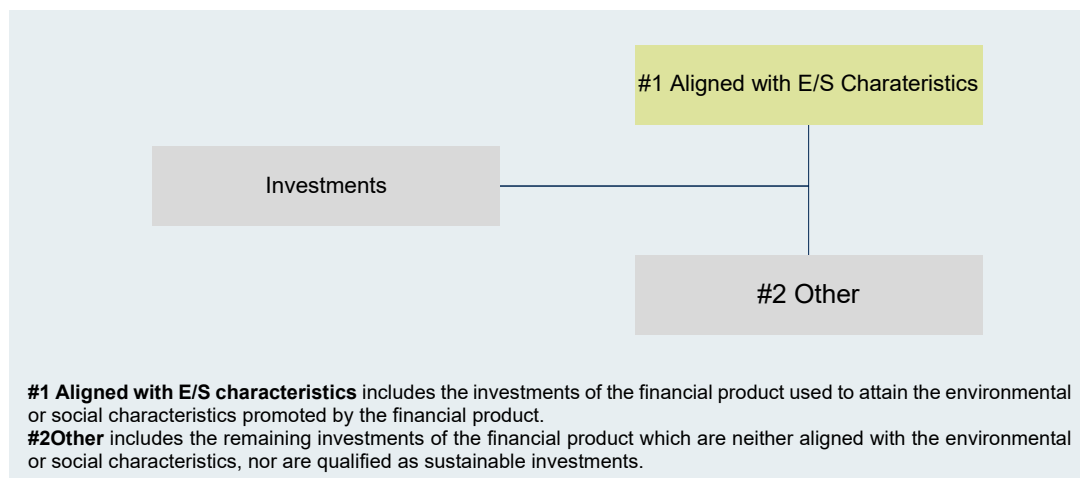 #1 Aligned with E/S Charateristics
Investments
#2 Other
#1 Aligned with E/S characteristics includes the investments of the financial product used to attain the environmental
or social characteristics promoted by the financial product.
#2Other includes the remaining investments of the financial product which are neither aligned with the environmental
or social characteristics, nor are qualified as sustainable investments.